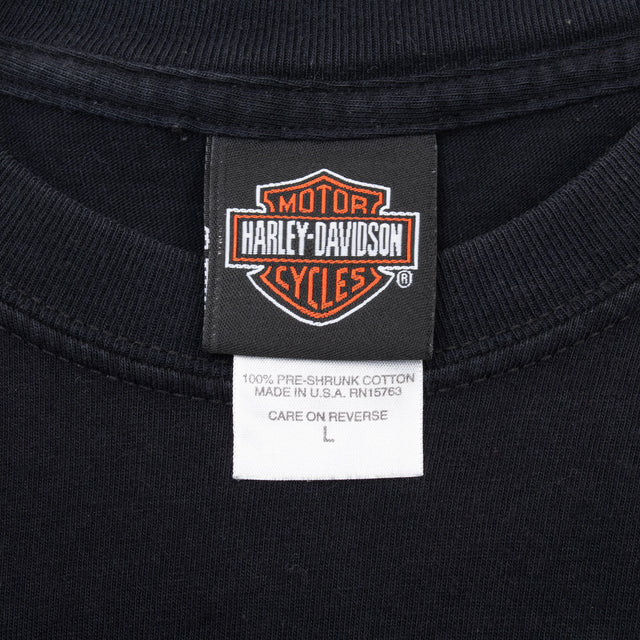 MOTOR
HARLEY-DAVIDSON
CYCLES
®
100% PRE-SHRUNK COTTON
MADE IN U.S.A. RN15763
CARE ON REVERSE
L